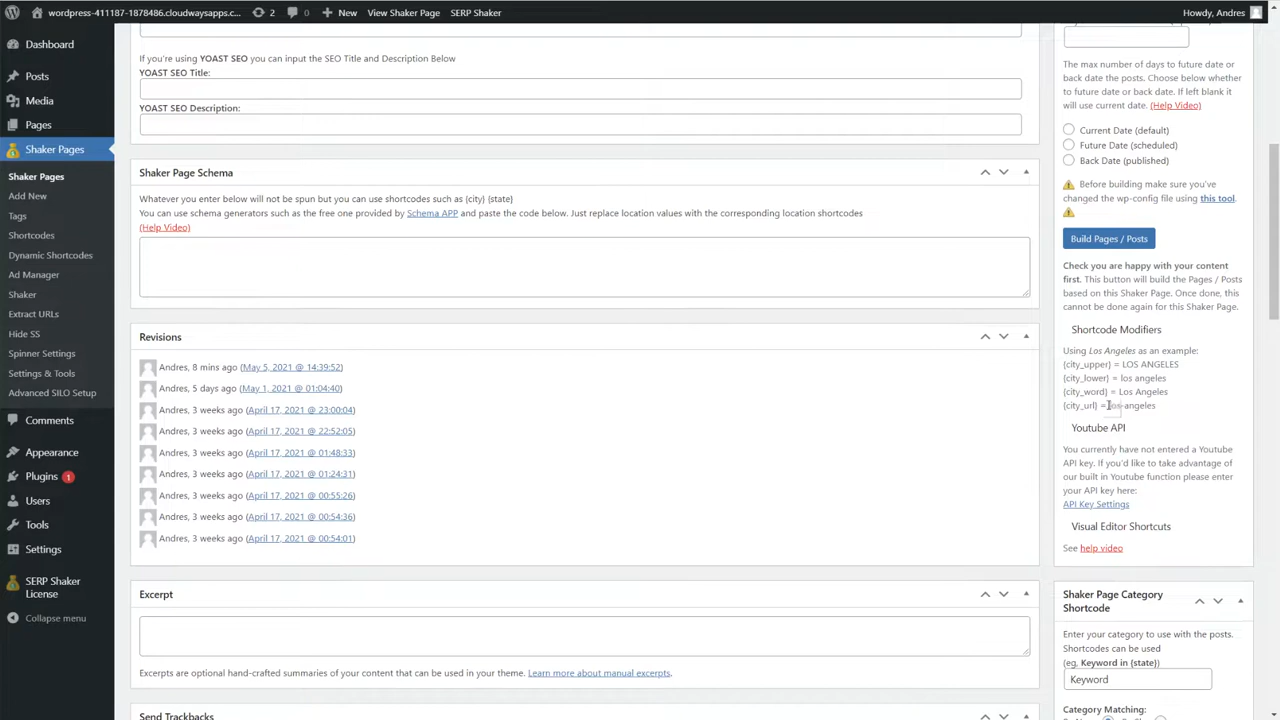 wordpress-411187-1878486.cloudwaysapps.c...
2
0
New
View Shaker Page
SERP Shaker
Howdy, Andres
Dashboard
Posts
Media
Pages
Shaker Pages
Shaker Pages
Add New
Tags
Shortcodes
Dynamic Shortcodes
Ad Manager
Shaker
Extract URLs
Hide SS
Spinner Settings
Settings & Tools
Advanced SILO Setup
Comments
Appearance
Plugins 1
Users
Tools
Settings
SERP Shaker
License
Collapse menu
If you're using YOAST SEO you can input the SEO Title and Description Below
YOAST SEO Title:
YOAST SEO Description:
Shaker Page Schema
Whatever you enter below will not be spun but you can use shortcodes such as {city} {state}
You can use schema generators such as the free one provided by Schema APP and paste the code below. Just replace location values with the corresponding location shortcodes
(Help Video)
Revisions
Andres, 8 mins ago (May 5, 2021 @ 14:39:52)
Andres, 5 days ago (May 1, 2021 @ 01:04:40)
Andres, 3 weeks ago (April 17, 2021 @ 23:00:04)
Andres, 3 weeks ago (April 17, 2021 @ 22:52:05)
Andres, 3 weeks ago (April 17, 2021 @ 01:48:33)
Andres, 3 weeks ago (April 17, 2021 @ 01:24:31)
Andres, 3 weeks ago (April 17, 2021 @ 00:55:26)
Andres, 3 weeks ago (April 17, 2021 @ 00:54:36)
Andres, 3 weeks ago (April 17, 2021 @ 00:54:01)
Excerpt
Excerpts are optional hand-crafted summaries of your content that can be used in your theme. Learn more about manual excerpts.
Send Trackbacks
The max number of days to future date or
back date the posts. Choose below whether
to future date or back date. If left blank it
will use current date. (Help Video)
Current Date (default)
Future Date (scheduled)
Back Date (published)
Before building make sure you've
changed the wp-config file using this tool.
Build Pages / Posts
Check you are happy with your content
first. This button will build the Pages / Posts
based on this Shaker Page. Once done, this
cannot be done again for this Shaker Page.
Shortcode Modifiers
Using Los Angeles as an example:
{city_upper} = LOS ANGELES
{city_lower} = los angeles
{city_word} = Los Angeles
{city_url} = los-angeles
Youtube API
You currently have not entered a Youtube
API key. If you'd like to take advantage of
our built in Youtube function please enter
your API key here:
API Key Settings
Visual Editor Shortcuts
See help video
Shaker Page Category
Shortcode
Enter your category to use with the posts.
Shortcodes can be used
(eg, Keyword in {state})
Keyword
Category Matching: